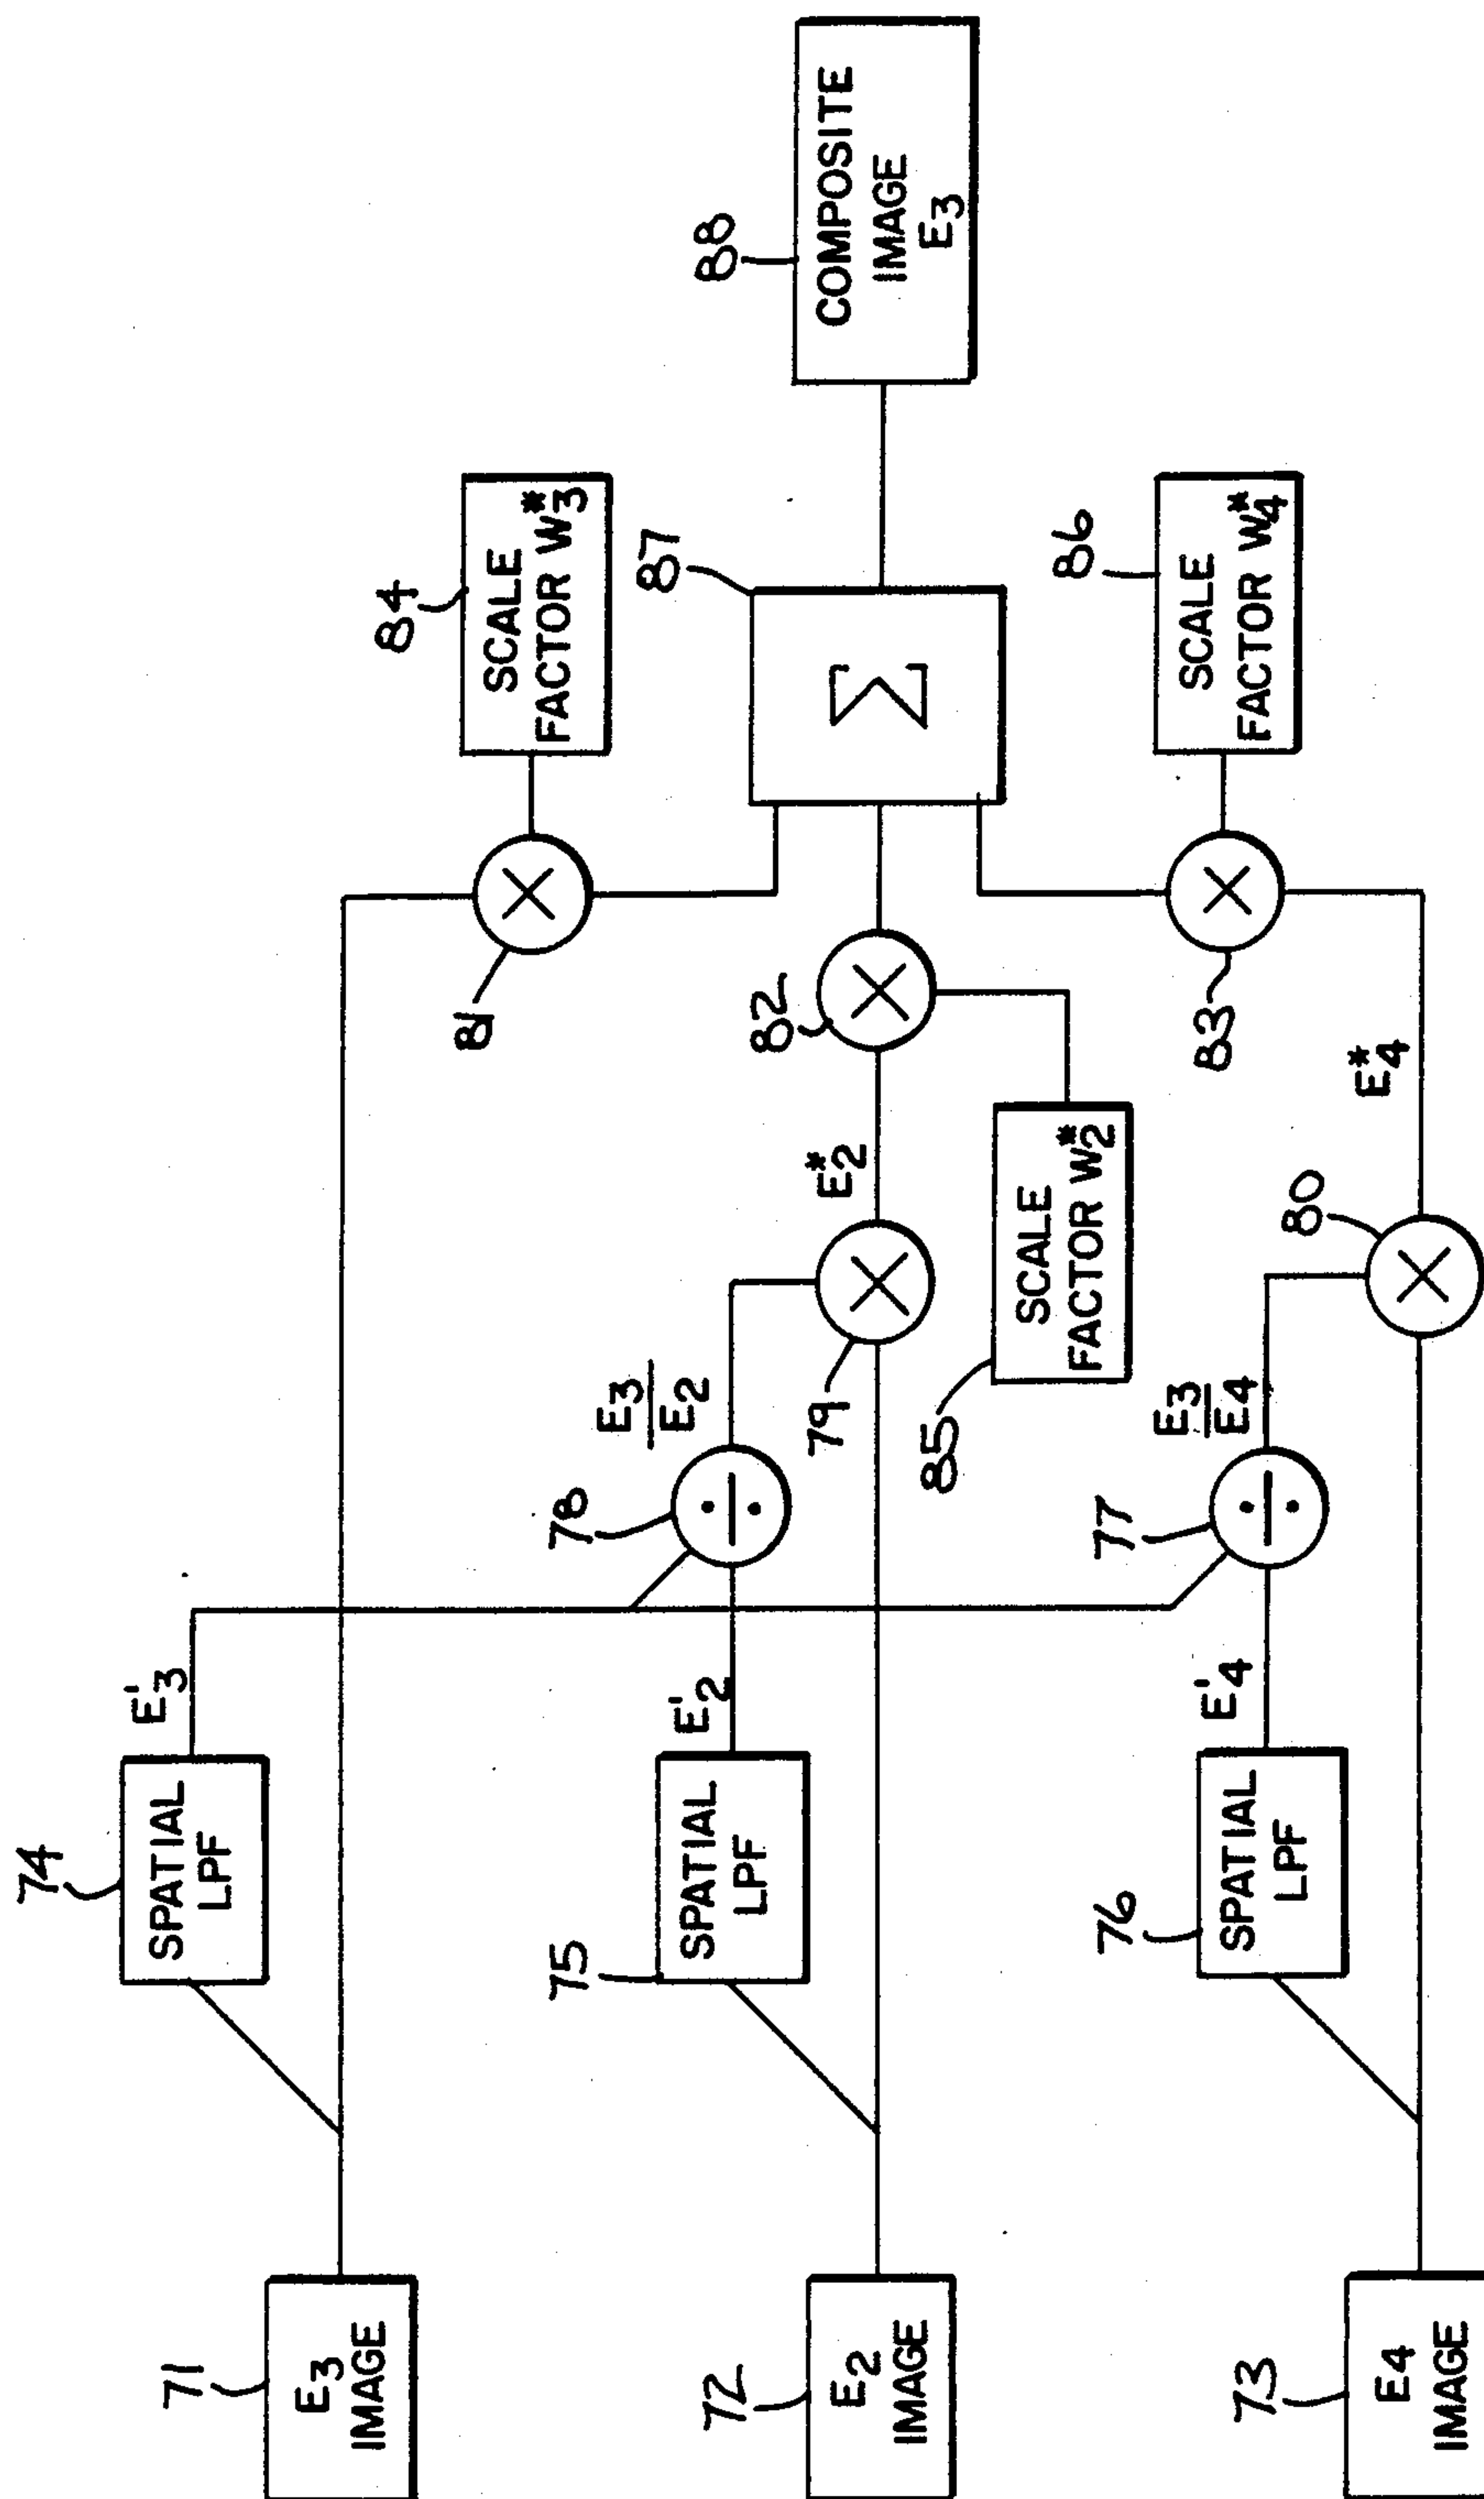 71
E3
IMAGE
74
SPATIAL
LPF
E'3
81
84
SCALE
FACTOR W*3
72
E2
IMAGE
75
SPATIAL
LPF
E'2
78
E3
E2
79
E*2
82
85
SCALE
FACTOR W*2
87
Σ
88
COMPOSITE
IMAGE
E3
73
E4
IMAGE
76
SPATIAL
LPF
E'4
77
E3
E4
80
E*4
83
86
SCALE
FACTOR W*4